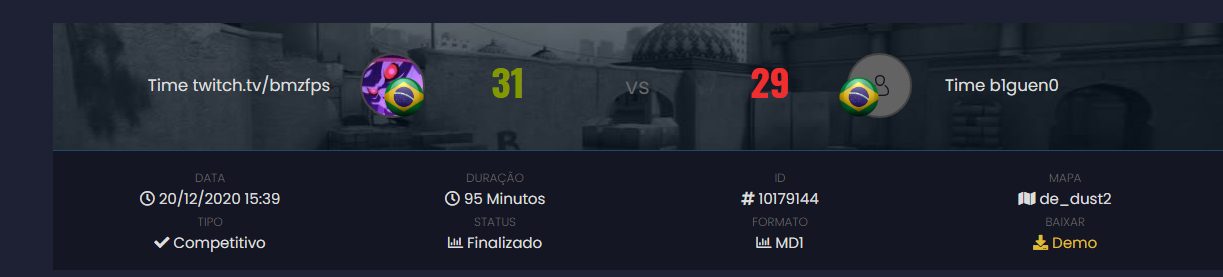 Time twitch.tv/bmzfps 31 VS 29 Time b1guen0
DATA DURAÇÃO ID MAPA
20/12/2020 15:39 95 Minutos # 10179144 de_dust2
TIPO STATUS FORMATO BAIXAR
Competitivo Finalizado MD1 Demo